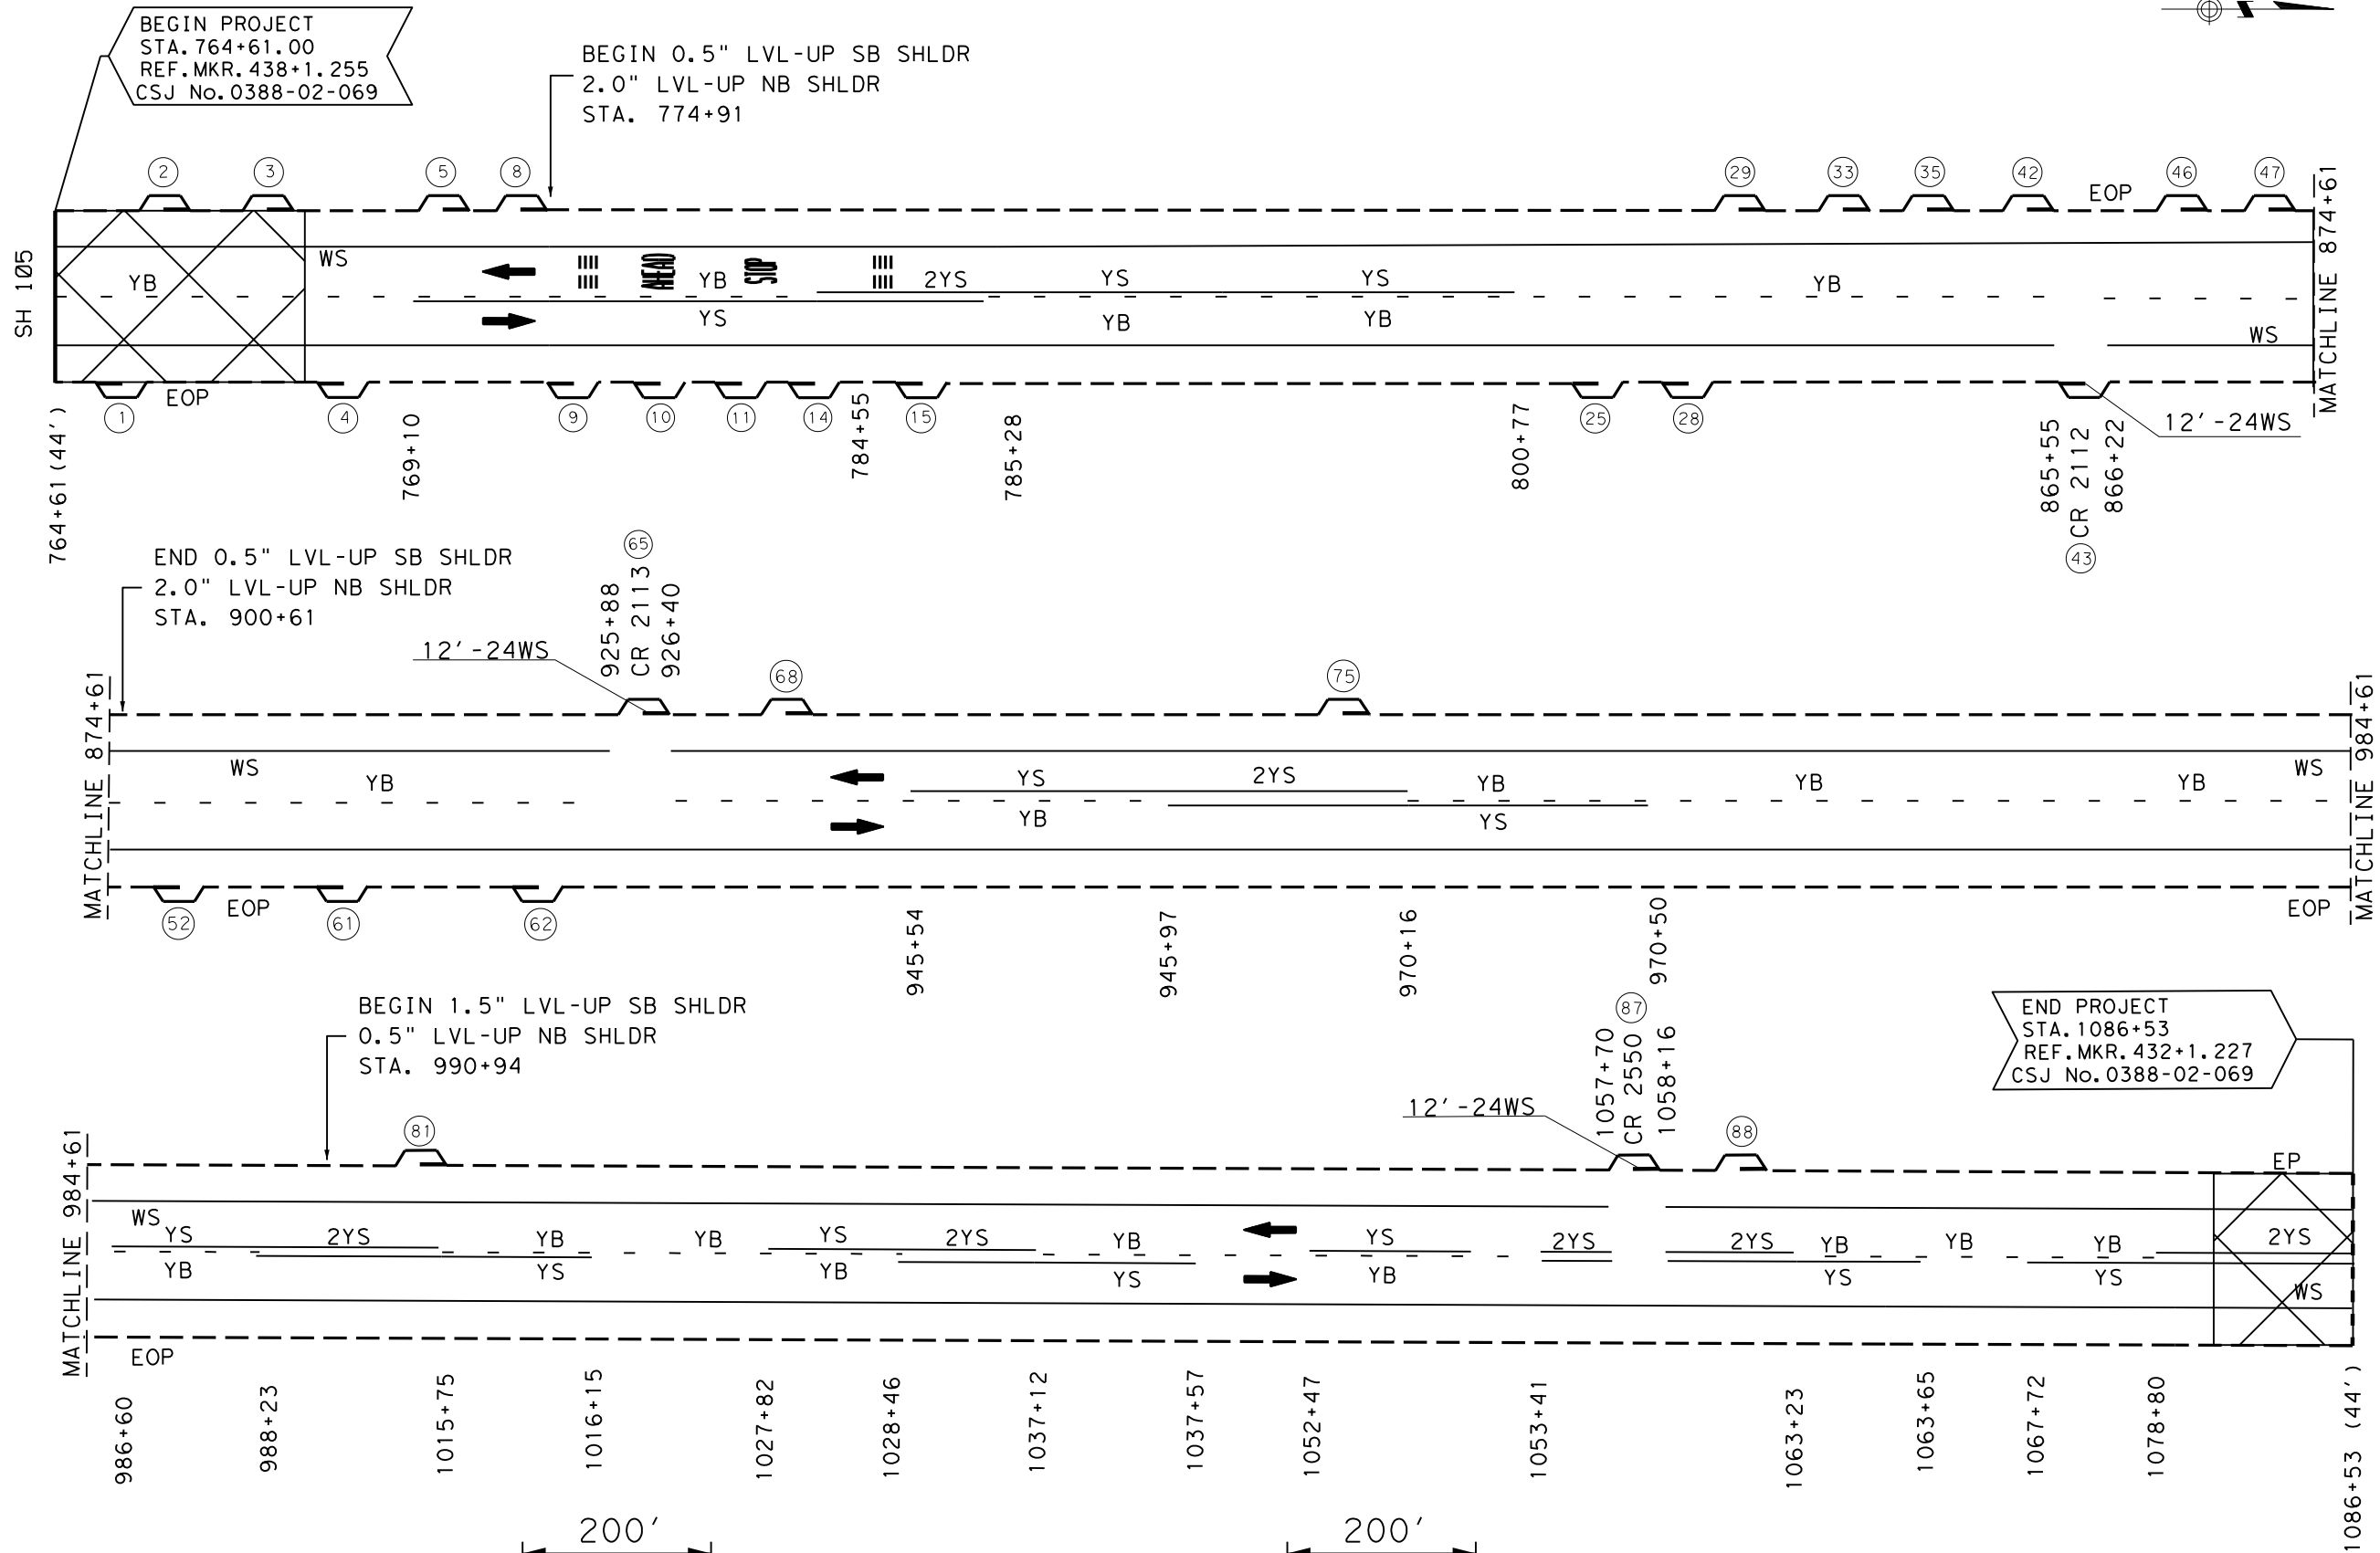 BEGIN PROJECT
STA.764+61.00
REF.MKR.438+1.255
CSJ No.0388-02-069
BEGIN 0.5" LVL-UP SB SHLDR
2.0" LVL-UP NB SHLDR
STA. 774+91
N
2
3
5
8
29
33
35
42
EOP
46
47
SH 105
YB
WS
AHEAD
YB
STOP
2YS
YS
YS
YB
YS
YB
YB
WS
MATCHLINE 874+61
1
EOP
4
9
10
11
14
15
25
28
12'-24WS
764+61(44')
769+10
784+55
785+28
800+77
865+55
CR 2112
43
866+22
END 0.5" LVL-UP SB SHLDR
2.0" LVL-UP NB SHLDR
STA. 900+61
12'-24WS
925+88
CR 2113
65
926+40
68
75
MATCHLINE 874+61
WS
YB
YS
2YS
YB
YB
YB
WS
YB
YS
MATCHLINE 984+61
52
EOP
61
62
EOP
945+54
945+97
970+16
970+50
BEGIN 1.5" LVL-UP SB SHLDR
0.5" LVL-UP NB SHLDR
STA. 990+94
81
12'-24WS
1057+70
CR 2550
87
1058+16
88
END PROJECT
STA.1086+53
REF.MKR.432+1.227
CSJ No.0388-02-069
MATCHLINE 984+61
EP
WS
YS
2YS
YB
YB
YS
2YS
YB
YS
2YS
2YS
YB
YB
YB
2YS
YB
YS
YB
YS
YB
YS
YS
WS
EOP
986+60
988+23
1015+75
1016+15
1027+82
1028+46
1037+12
1037+57
1052+47
1053+41
1063+23
1063+65
1067+72
1078+80
1086+53 (44')
200'
200'